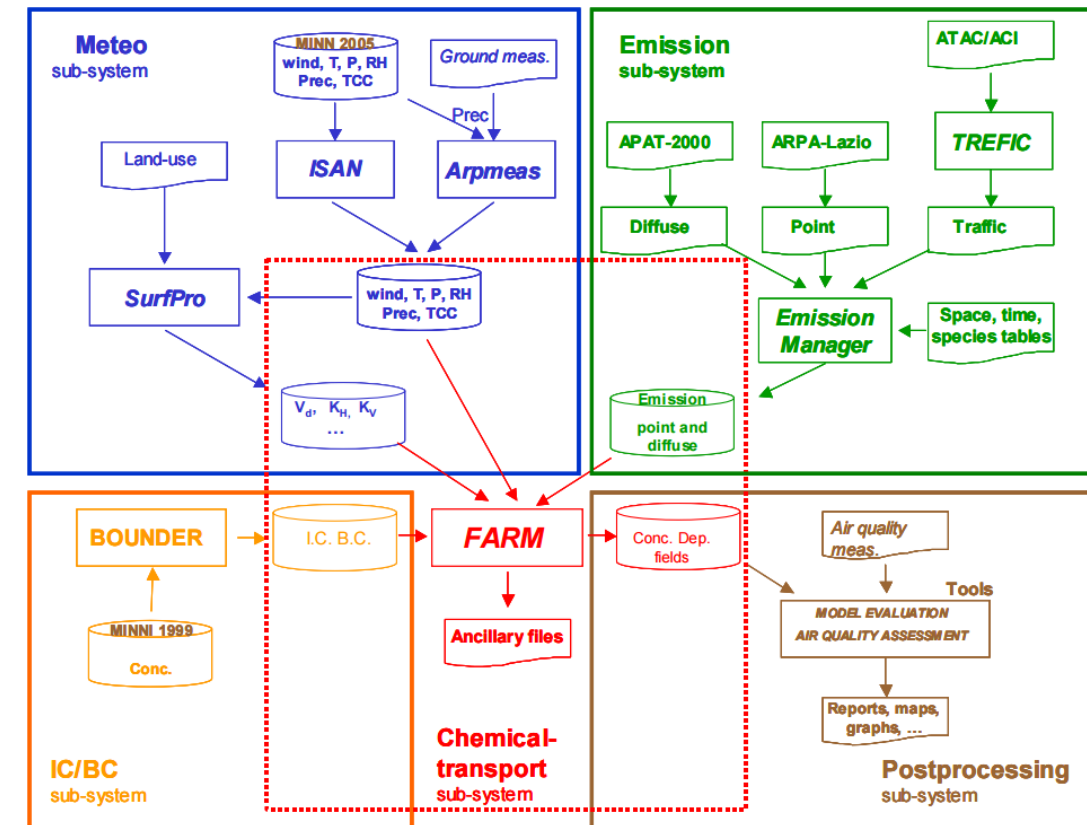 Meteo
sub-system
MINN 2005
wind, T, P, RH
Prec, TCC
Ground meas.
Prec
Land-use
ISAN
Arpmeas
SurfPro
wind, T, P, RH
Prec, TCC
Vd, KH, KV
...
Emission
sub-system
ATAC/ACI
APAT-2000
ARPA-Lazio
TREFIC
Diffuse
Point
Traffic
Emission
Manager
Space, time,
species tables
Emission
point and
diffuse
BOUNDER
I.C. B.C.
MINNI 1999
Conc.
IC/BC
sub-system
FARM
Conc. Dep.
fields
Ancillary files
Chemical-
transport
sub-system
Air quality
meas.
Tools
MODEL EVALUATION
AIR QUALITY ASSESSMENT
Reports, maps,
graphs, ...
Postprocessing
sub-system